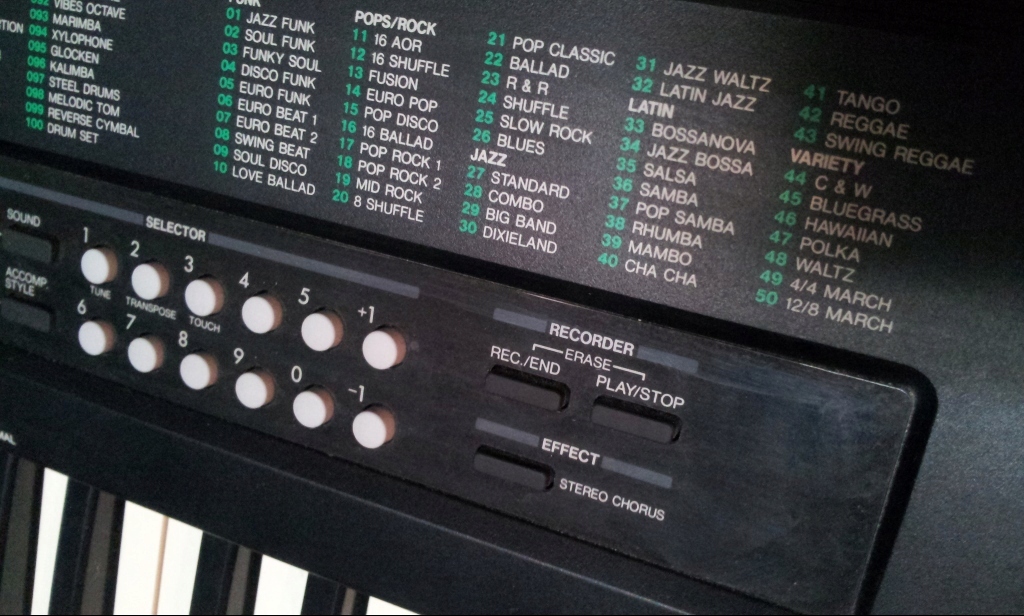 092 VIBES OCTAVE
093 MARIMBA
094 XYLOPHONE
095 GLOCKEN
096 KALIMBA
097 STEEL DRUMS
098 MELODIC TOM
099 REVERSE CYMBAL
100 DRUM SET
FUNK
01 JAZZ FUNK
02 SOUL FUNK
03 FUNKY SOUL
04 DISCO FUNK
05 EURO FUNK
06 EURO BEAT 1
07 EURO BEAT 2
08 SWING BEAT
09 SOUL DISCO
10 LOVE BALLAD
POPS/ROCK
11 16 AOR
12 16 SHUFFLE
13 FUSION
14 EURO POP
15 POP DISCO
16 16 BALLAD
17 POP ROCK 1
18 POP ROCK 2
19 MID ROCK
20 8 SHUFFLE
21 POP CLASSIC
22 BALLAD
23 R & R
24 SHUFFLE
25 SLOW ROCK
26 BLUES
JAZZ
27 STANDARD
28 COMBO
29 BIG BAND
30 DIXIELAND
31 JAZZ WALTZ
32 LATIN JAZZ
LATIN
33 BOSSANOVA
34 JAZZ BOSSA
35 SALSA
36 SAMBA
37 POP SAMBA
38 RHUMBA
39 MAMBO
40 CHA CHA
41 TANGO
42 REGGAE
43 SWING REGGAE
VARIETY
44 C & W
45 BLUEGRASS
46 HAWAIIAN
47 POLKA
48 WALTZ
49 4/4 MARCH
50 12/8 MARCH
SOUND
ACCOMP
STYLE
SELECTOR
1 2 3 4 5 +1
TUNE TRANSPOSE TOUCH
6 7 8 9 0 −1
RECORDER
ERASE
REC./END PLAY/STOP
EFFECT
STEREO CHORUS